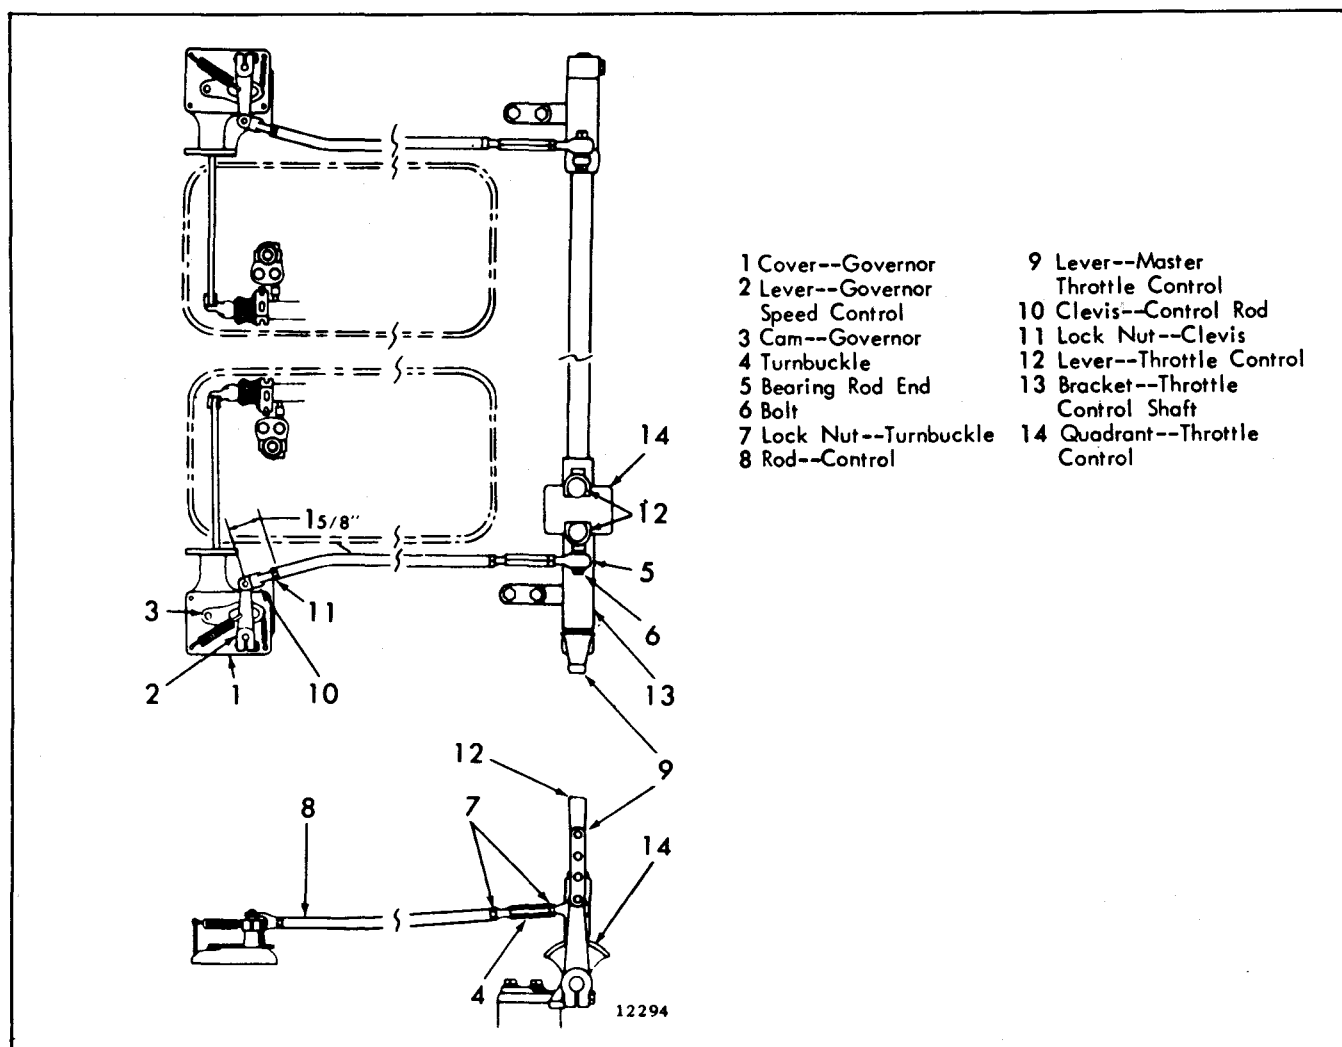 14
12
1 5/8"
5
3
11
6
2
1
10
13
12
9
8
7
14
4
12294
1 Cover--Governor
2 Lever--Governor
Speed Control
3 Cam--Governor
4 Turnbuckle
5 Bearing Rod End
6 Bolt
7 Lock Nut--Turnbuckle
8 Rod--Control
9 Lever--Master
Throttle Control
10 Clevis--Control Rod
11 Lock Nut--Clevis
12 Lever--Throttle Control
13 Bracket--Throttle
Control Shaft
14 Quadrant--Throttle
Control